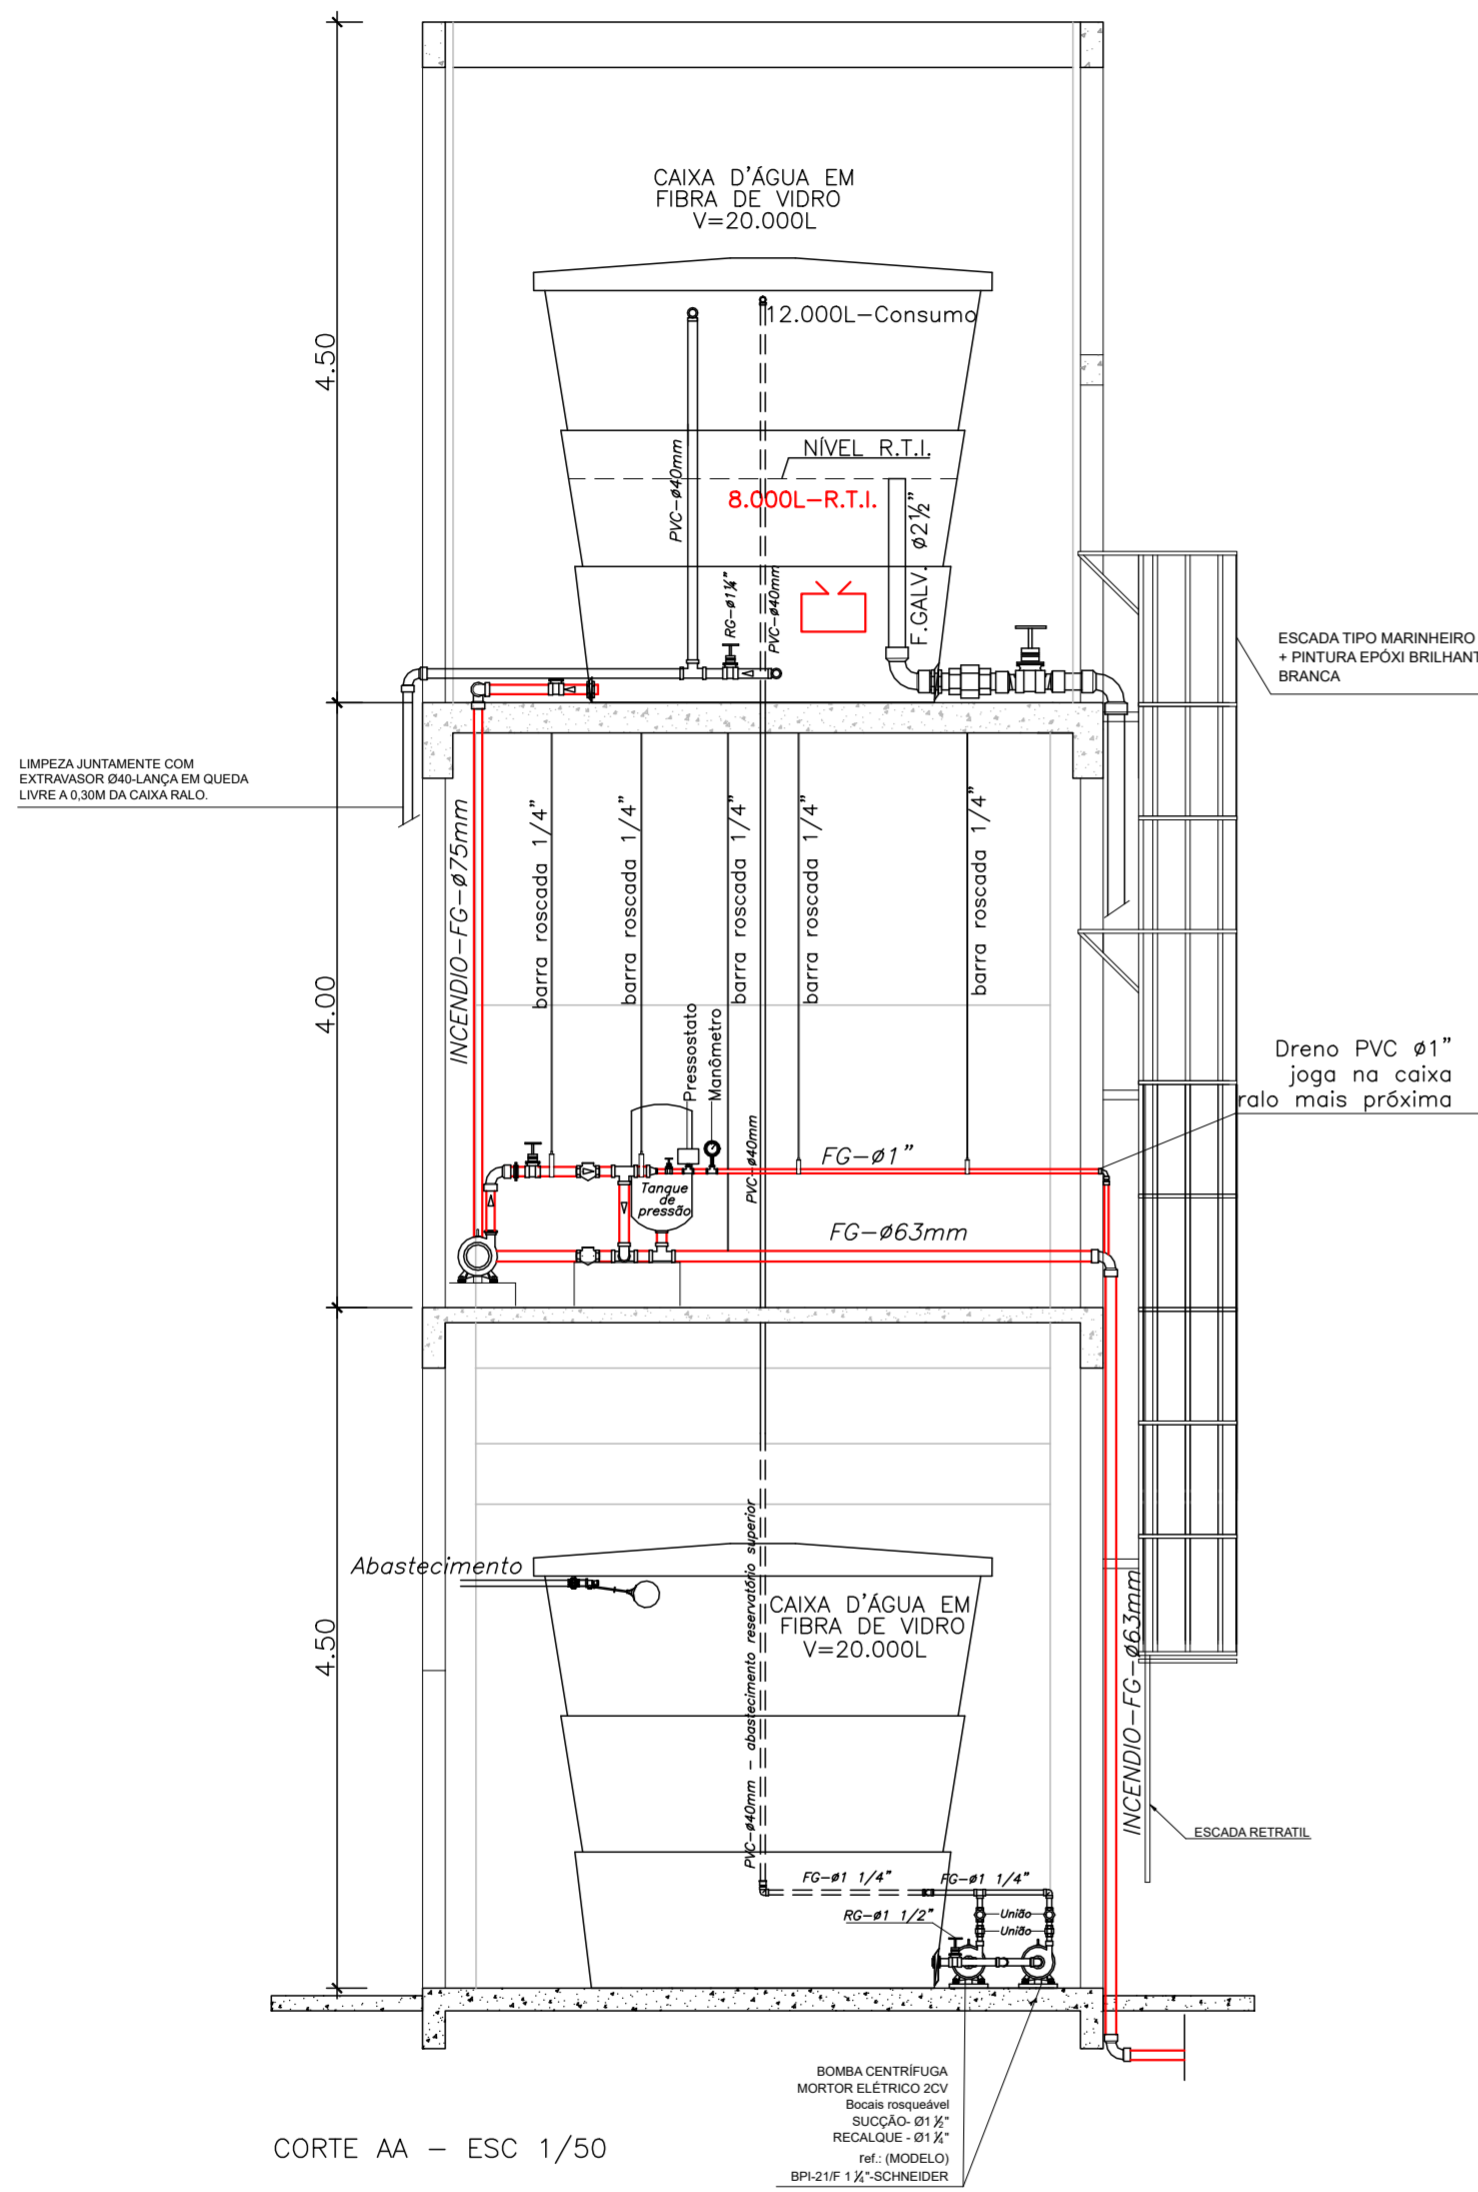 CAIXA D'ÁGUA EM
FIBRA DE VIDRO
V=20.000L
12.000L-Consumo
4.50
NÍVEL R.T.I.
PVC-ø40mm
8.000L-R.T.I.
F.GALV. ø2½"
RG-ø1¼"
PVC-ø40mm
ESCADA TIPO MARINHEIRO
+ PINTURA EPÓXI BRILHANT
BRANCA
LIMPEZA JUNTAMENTE COM
EXTRAVASOR Ø40-LANÇA EM QUEDA
LIVRE A 0,30M DA CAIXA RALO.
INCENDIO-FG-ø75mm
barra roscada 1/4"
barra roscada 1/4"
barra roscada 1/4"
barra roscada 1/4"
barra roscada 1/4"
4.00
Pressostato
Manômetro
Dreno PVC ø1"
joga na caixa
ralo mais próxima
FG-ø1"
PVC-ø40mm
Tanque
de
pressão
FG-ø63mm
Abastecimento
PVC-ø40mm - abastecimento reservatório superior
CAIXA D'ÁGUA EM
FIBRA DE VIDRO
V=20.000L
4.50
INCENDIO-FG-ø63mm
ESCADA RETRATIL
FG-ø1 1/4"
FG-ø1 1/4"
RG-ø1 1/2"
União
União
BOMBA CENTRÍFUGA
MORTOR ELÉTRICO 2CV
Bocais rosqueável
SUCÇÃO- Ø1½"
RECALQUE - Ø1¼"
ref.: (MODELO)
BPI-21/F 1¼"-SCHNEIDER
CORTE AA - ESC 1/50